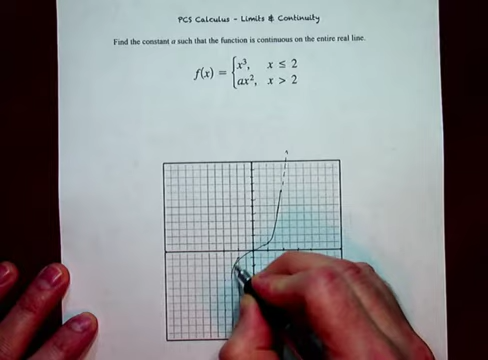 PCS Calculus - Limits & Continuity
Find the constant a such that the function is continuous on the entire real line.
f(x) = { x³, x ≤ 2
ax², x > 2